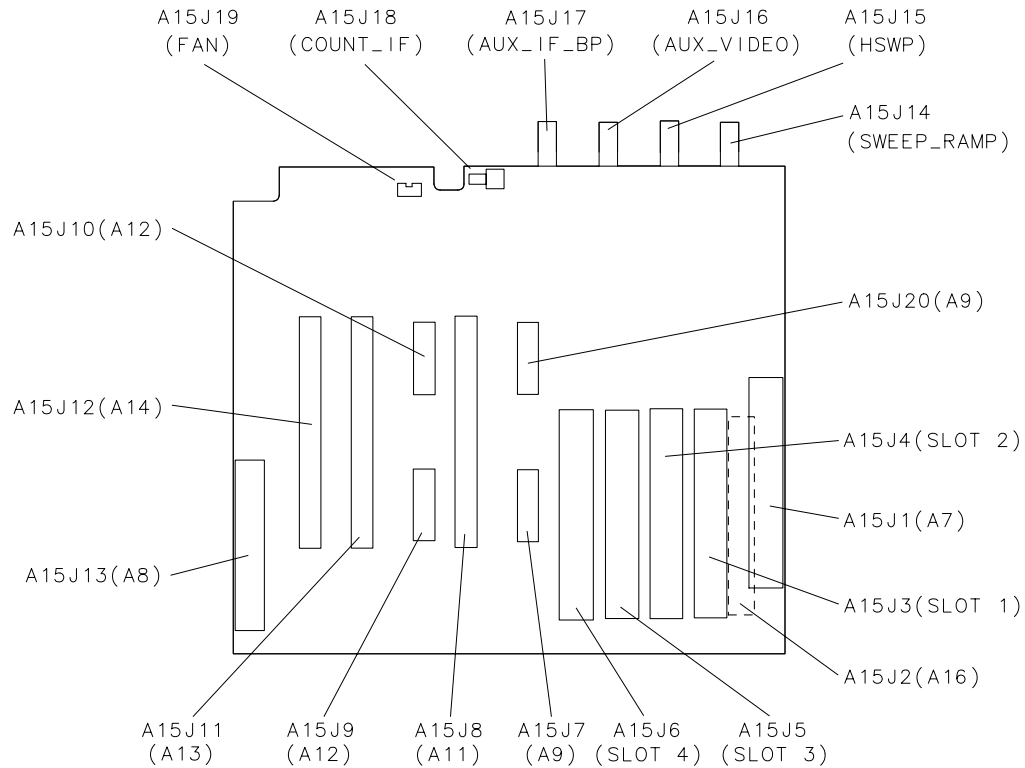 A15J19
(FAN)
A15J18
(COUNT_IF)
A15J17
(AUX_IF_BP)
A15J16
(AUX_VIDEO)
A15J15
(HSWP)
A15J14
(SWEEP_RAMP)
A15J10(A12)
A15J20(A9)
A15J12(A14)
A15J4(SLOT 2)
A15J1(A7)
A15J13(A8)
A15J3(SLOT 1)
A15J2(A16)
A15J11
(A13)
A15J9
(A12)
A15J8
(A11)
A15J7
(A9)
A15J6
(SLOT 4)
A15J5
(SLOT 3)